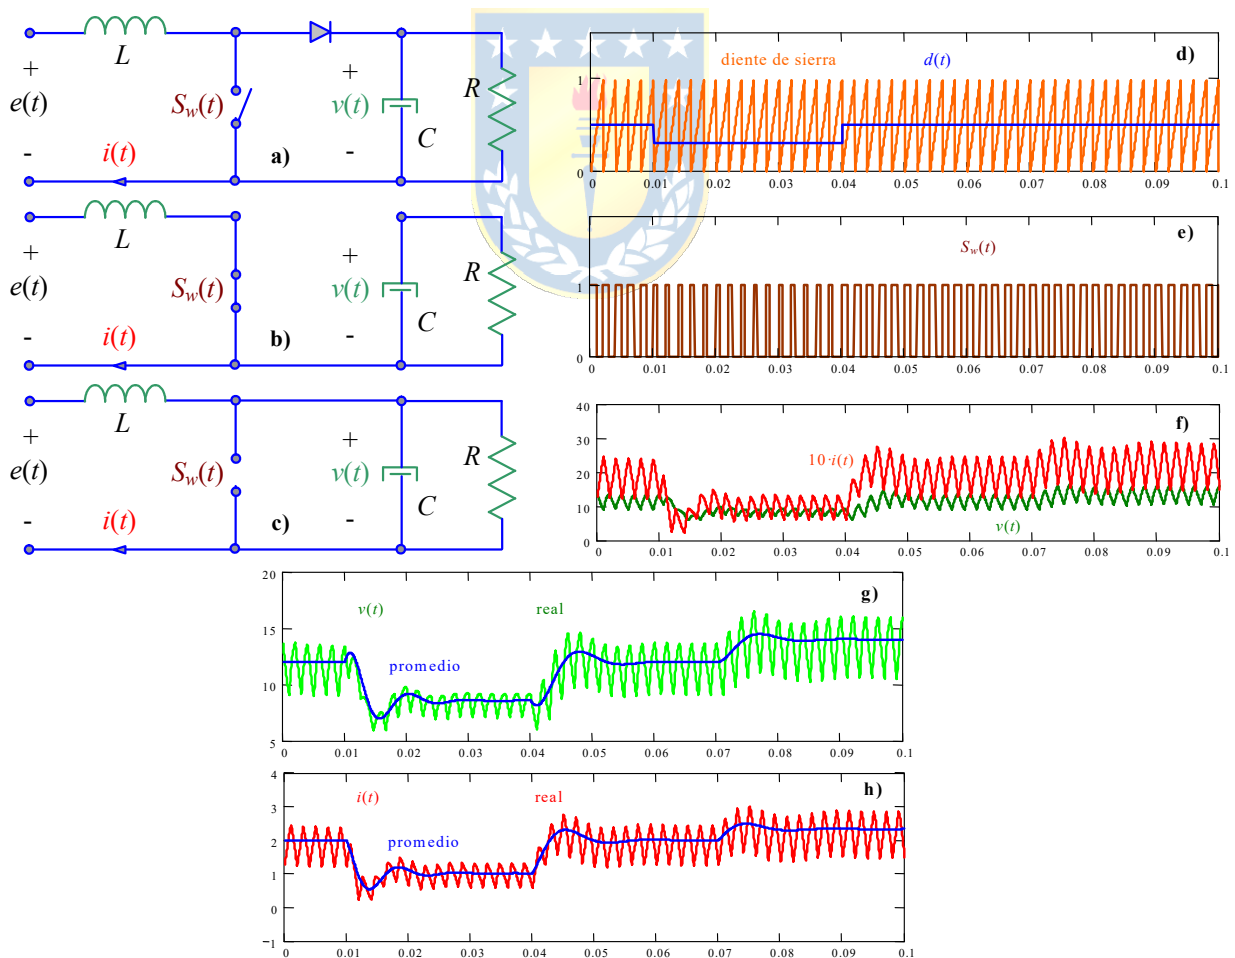 L
+
e(t)
-
i(t)
Sw(t)
a)
+
v(t)
-
C
R
L
+
e(t)
-
i(t)
Sw(t)
b)
+
v(t)
-
C
R
L
+
e(t)
-
i(t)
Sw(t)
c)
+
v(t)
-
C
R
diente de sierra
d(t)
d)
1
0
0 0.01 0.02 0.03 0.04 0.05 0.06 0.07 0.08 0.09 0.1
Sw(t)
e)
1
0
0 0.01 0.02 0.03 0.04 0.05 0.06 0.07 0.08 0.09 0.1
f)
10·i(t)
v(t)
40
30
20
10
0
0 0.01 0.02 0.03 0.04 0.05 0.06 0.07 0.08 0.09 0.1
v(t)
real
g)
promedio
20
15
10
5
0 0.01 0.02 0.03 0.04 0.05 0.06 0.07 0.08 0.09 0.1
i(t)
real
h)
promedio
4
3
2
1
0
−1
0 0.01 0.02 0.03 0.04 0.05 0.06 0.07 0.08 0.09 0.1